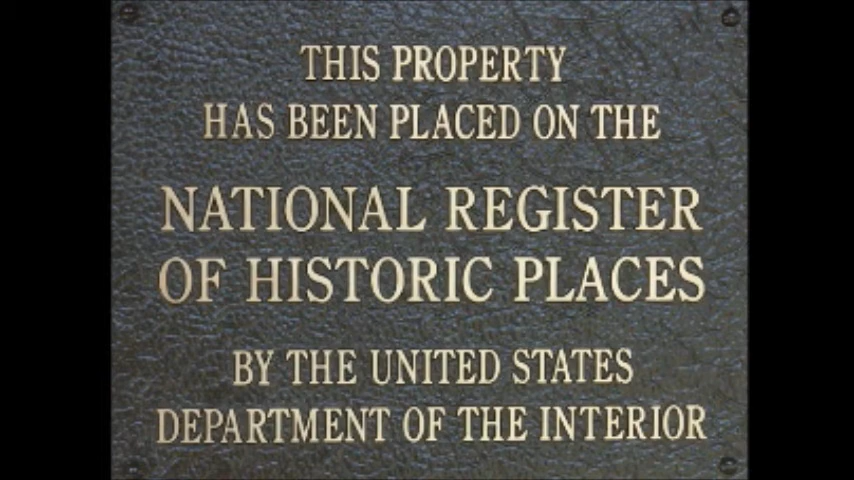 THIS PROPERTY
HAS BEEN PLACED ON THE
NATIONAL REGISTER
OF HISTORIC PLACES
BY THE UNITED STATES
DEPARTMENT OF THE INTERIOR